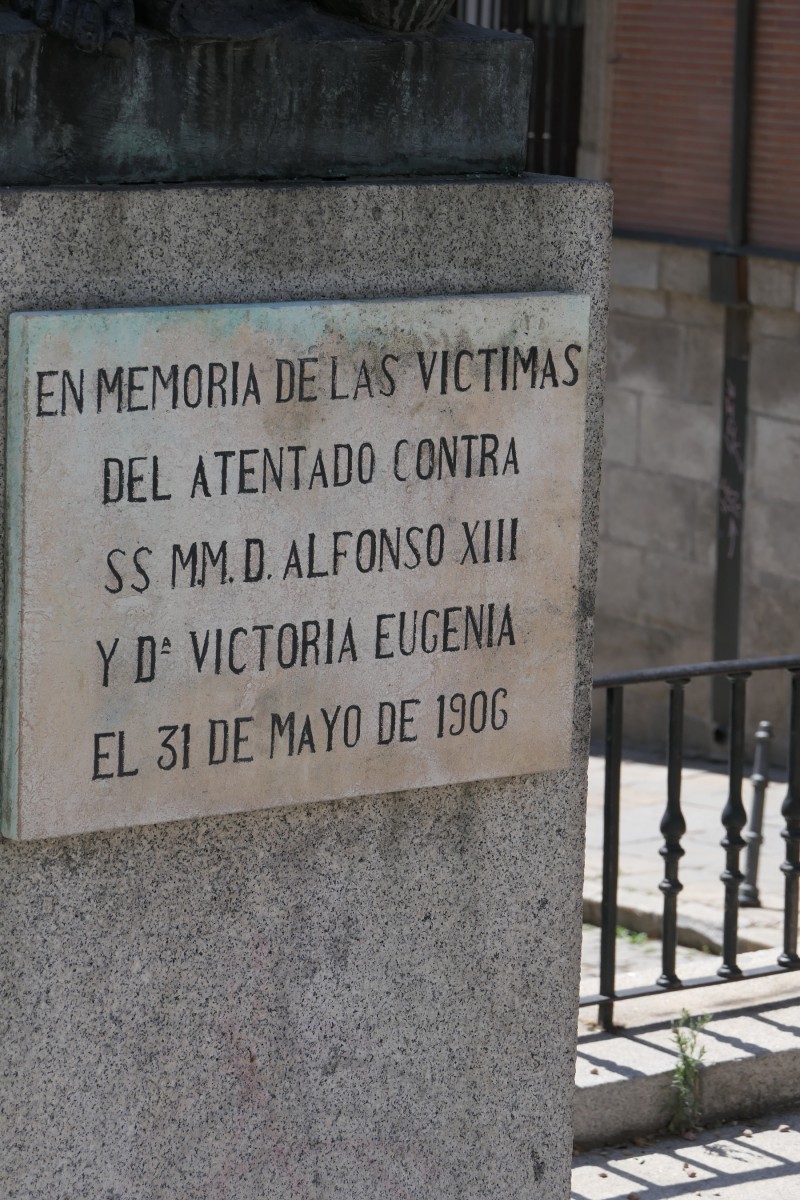 EN MEMORIA DE LAS VICTIMAS
DEL ATENTADO CONTRA
SS M.M. D. ALFONSO XIII
Y Dª VICTORIA EUGENIA
EL 31 DE MAYO DE 1906